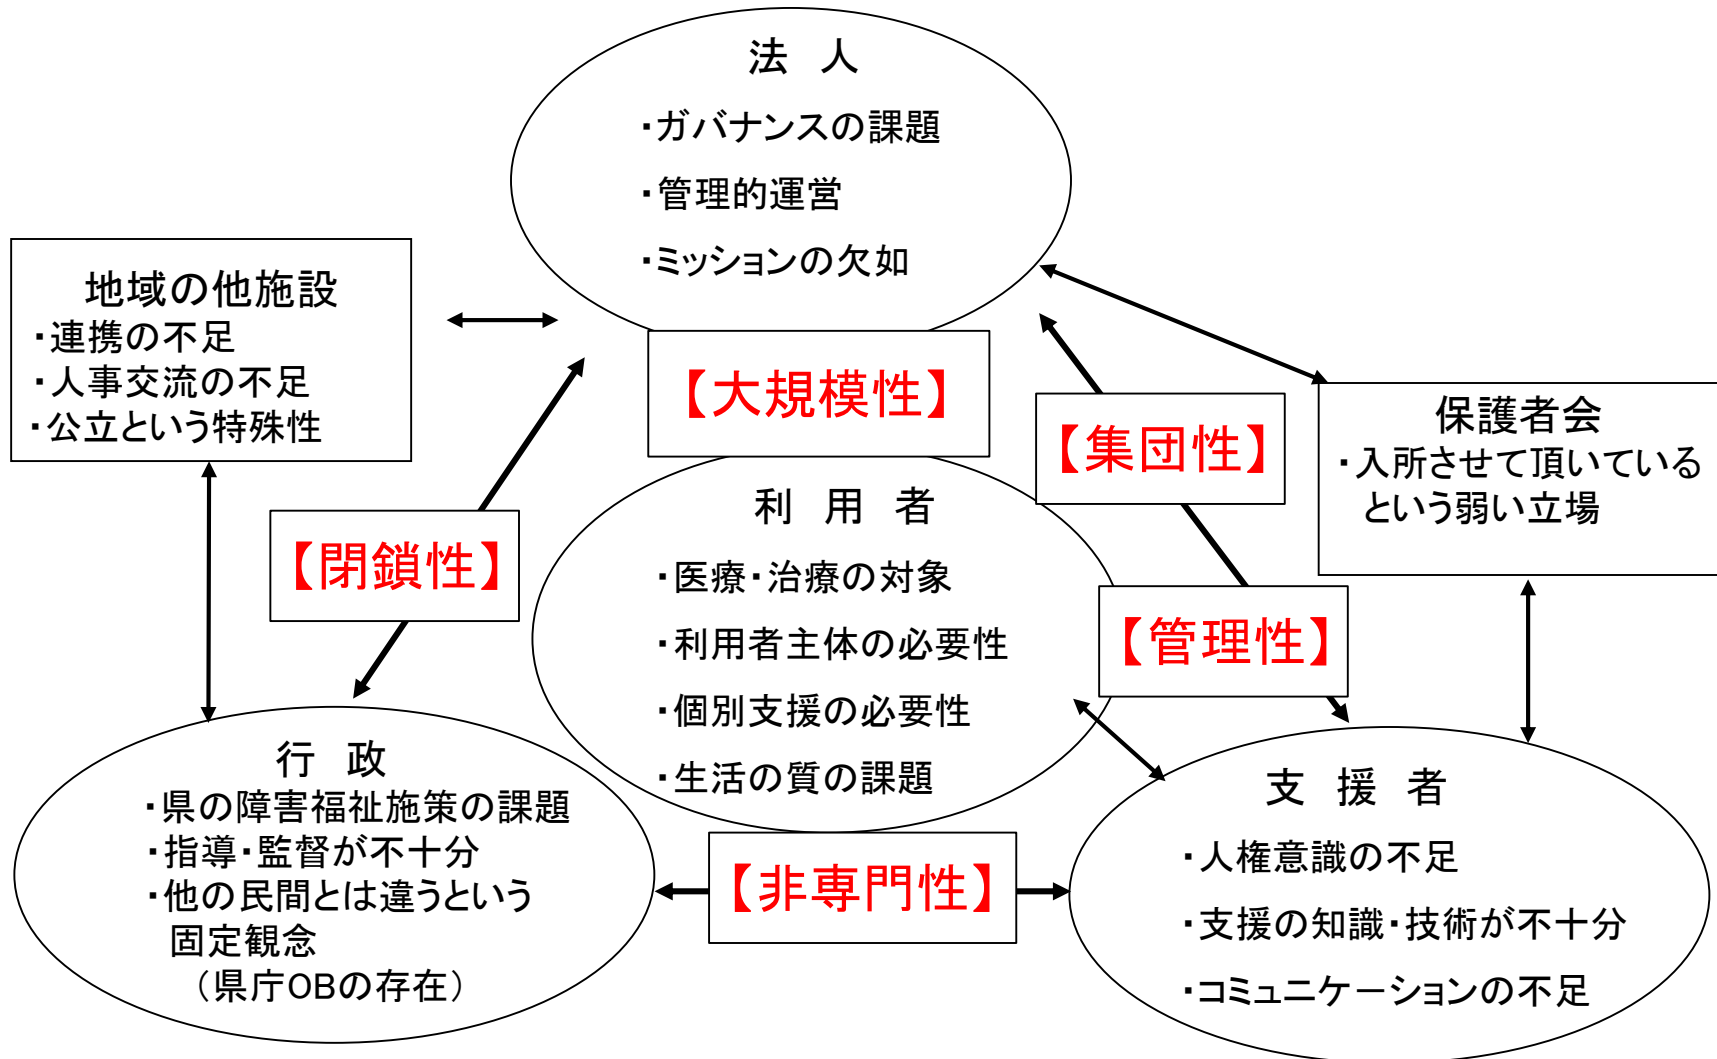 法　人
・ガバナンスの課題
・管理的運営
・ミッションの欠如
地域の他施設
・連携の不足
・人事交流の不足
・公立という特殊性
【大規模性】
【集団性】
保護者会
・入所させて頂いている
という弱い立場
【閉鎖性】
利　用　者
・医療・治療の対象
・利用者主体の必要性
・個別支援の必要性
・生活の質の課題
【管理性】
行　政
・県の障害福祉施策の課題
・指導・監督が不十分
・他の民間とは違うという
固定観念
（県庁OBの存在）
【非専門性】
支　援　者
・人権意識の不足
・支援の知識・技術が不十分
・コミュニケーションの不足